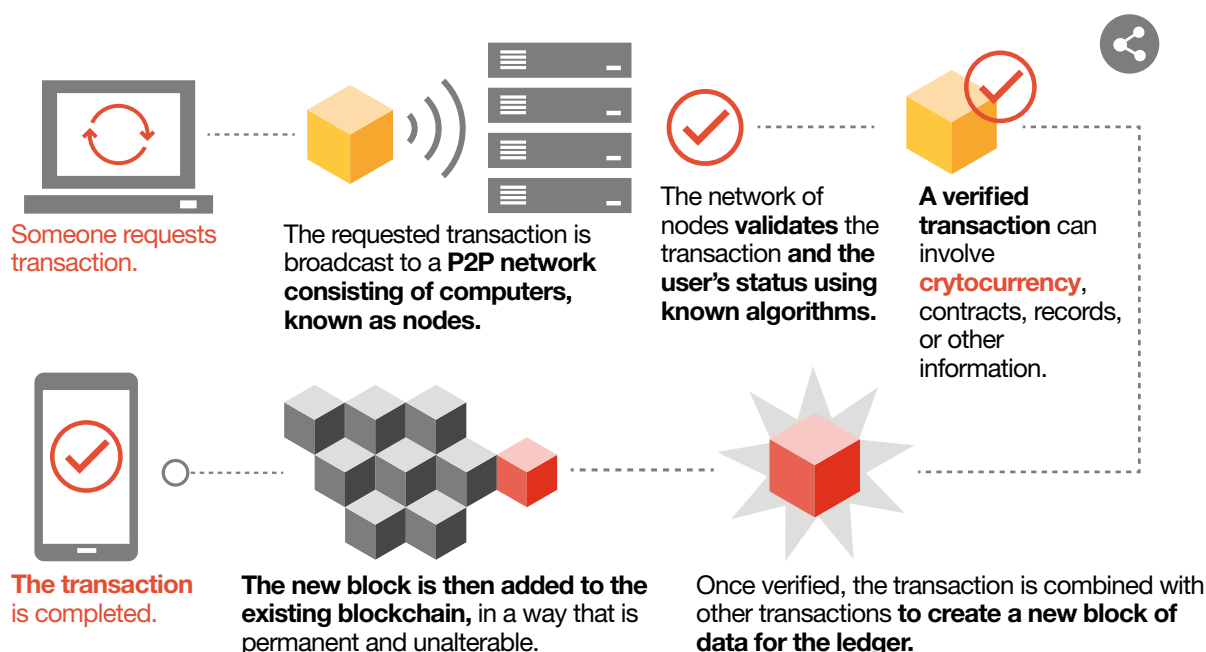 Someone requests
transaction.
The requested transaction is
broadcast to a P2P network
consisting of computers,
known as nodes.
The network of
nodes validates the
transaction and the
user's status using
known algorithms.
A verified
transaction can
involve
crytocurrency,
contracts, records,
or other
information.
Once verified, the transaction is combined with
other transactions to create a new block of
data for the ledger.
The new block is then added to the
existing blockchain, in a way that is
permanent and unalterable.
The transaction
is completed.